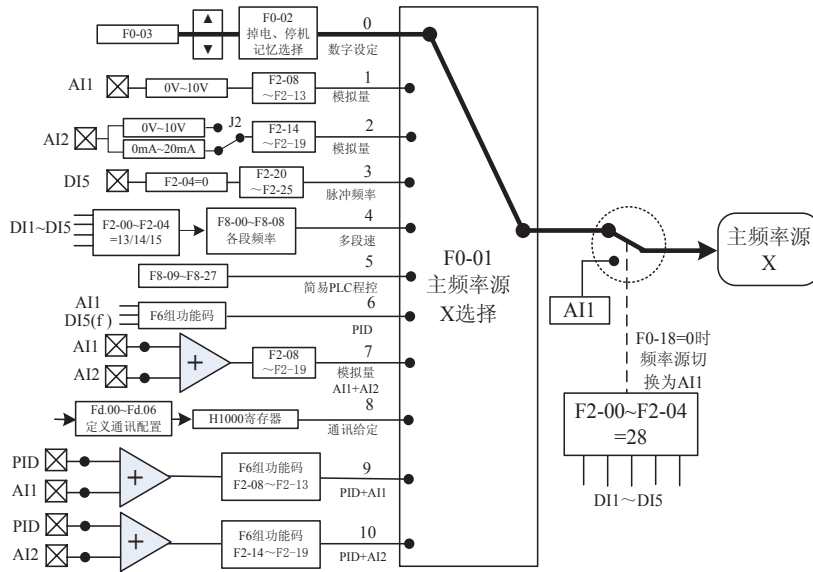 F0-03
▲
▼
F0-02
掉电、停机
记忆选择
0
数字设定
AI1
0V~10V
F2-08
～F2-13
1
模拟量
AI2
0V~10V
0mA~20mA
J2
F2-14
～F2-19
2
模拟量
DI5
F2-04=0
F2-20
～F2-25
3
脉冲频率
DI1~DI5
F2-00~F2-04
=13/14/15
F8-00~F8-08
各段频率
4
多段速
F8-09~F8-27
5
简易PLC程控
AI1
DI5(f )
F6组功能码
6
PID
AI1
AI2
+
F2-08
～F2-19
7
模拟量
AI1+AI2
Fd.00~Fd.06
定义通讯配置
H1000寄存器
8
通讯给定
PID
AI1
+
F6组功能码
F2-08～F2-13
9
PID+AI1
PID
AI2
+
F6组功能码
F2-14～F2-19
10
PID+AI2
F0-01
主频率源
X选择
AI1
主频率源
X
F0-18=0时
频率源切
换为AI1
F2-00~F2-04
=28
DI1～DI5